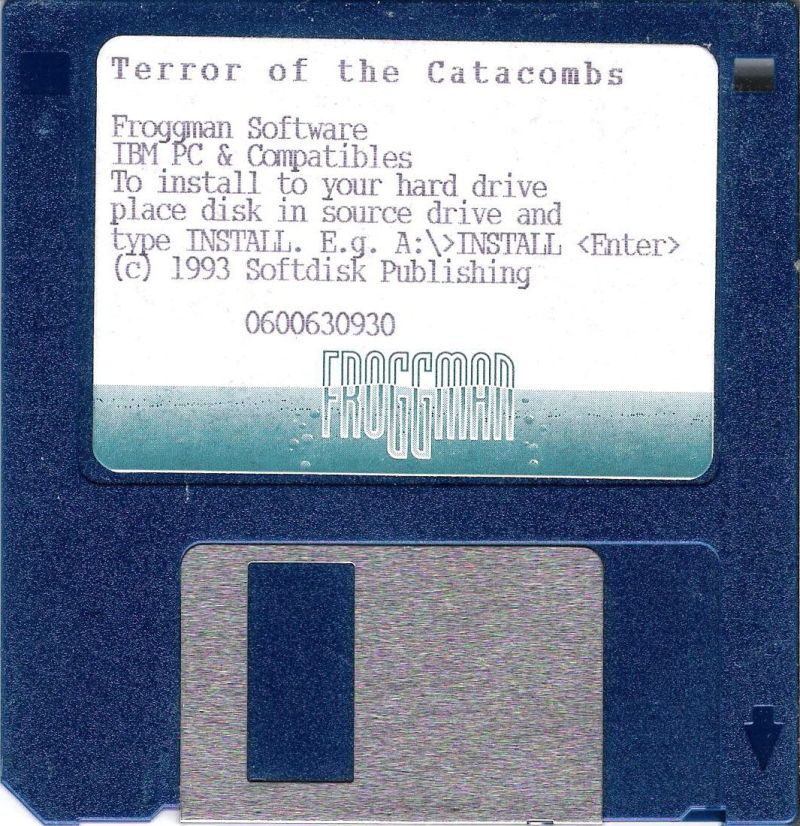 Terror of the Catacombs
Froggman Software
IBM PC & Compatibles
To install to your hard drive
place disk in source drive and
type INSTALL. E.g. A:\>INSTALL <Enter>
(c) 1993 Softdisk Publishing
0600630930
FROGGMAN